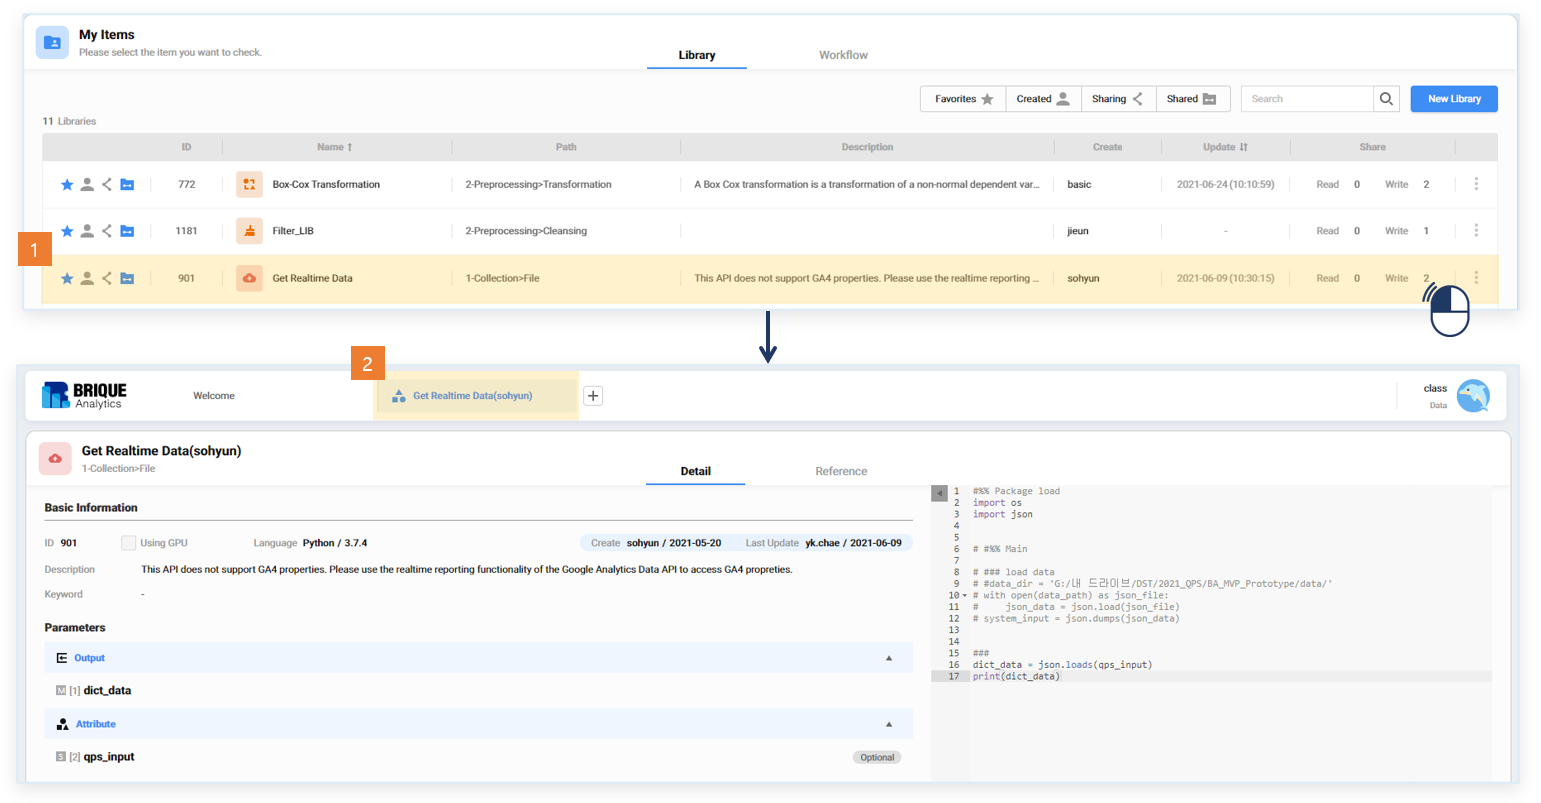 My Items
Please select the item you want to check.
Library
Workflow
Favorites
Created
Sharing
Shared
Search
New Library
11 Libraries
ID Name ↑ Path Description Create Update ↓↑ Share
772 Box-Cox Transformation 2-Preprocessing>Transformation A Box Cox transformation is a transformation of a non-normal dependent var... basic 2021-06-24 (10:10:59) Read 0 Write 2
1181 Filter_LIB 2-Preprocessing>Cleansing jieun - Read 0 Write 1
1
901 Get Realtime Data 1-Collection>File This API does not support GA4 properties. Please use the realtime reporting ... sohyun 2021-06-09 (10:30:15) Read 0 Write 2
2
BRIQUE
Analytics
Welcome
Get Realtime Data(sohyun)
+
class
Data
Get Realtime Data(sohyun)
1-Collection>File
Detail
Reference
Basic Information
ID 901 Using GPU Language Python / 3.7.4 Create sohyun / 2021-05-20 Last Update yk.chae / 2021-06-09
Description This API does not support GA4 properties. Please use the realtime reporting functionality of the Google Analytics Data API to access GA4 propreties.
Keyword -
Parameters
Output
M [1] dict_data
Attribute
S [2] qps_input Optional
1 #%% Package load
2 import os
3 import json
4
5
6 # #%% Main
7
8 # ### load data
9 # #data_dir = 'G:/내 드라이브/DST/2021_QPS/BA_MVP_Prototype/data/'
10 # with open(data_path) as json_file:
11 #     json_data = json.load(json_file)
12 # system_input = json.dumps(json_data)
13
14
15 ###
16 dict_data = json.loads(qps_input)
17 print(dict_data)